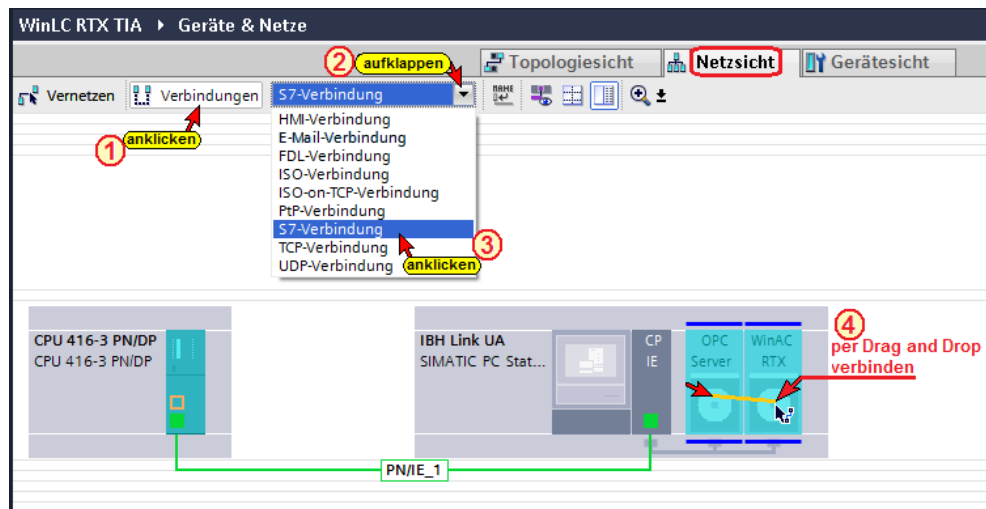 WinLC RTX TIA ▸ Geräte & Netze
2 aufklappen
Topologiesicht
Netzsicht
Gerätesicht
Vernetzen
Verbindungen
S7-Verbindung
NAME
1 anklicken
HMI-Verbindung
E-Mail-Verbindung
FDL-Verbindung
ISO-Verbindung
ISO-on-TCP-Verbindung
PtP-Verbindung
S7-Verbindung
TCP-Verbindung
UDP-Verbindung
3
anklicken
CPU 416-3 PN/DP
CPU 416-3 PN/DP
IBH Link UA
SIMATIC PC Stat...
CP
IE
OPC
Server
WinAC
RTX
4
per Drag and Drop
verbinden
PN/IE_1